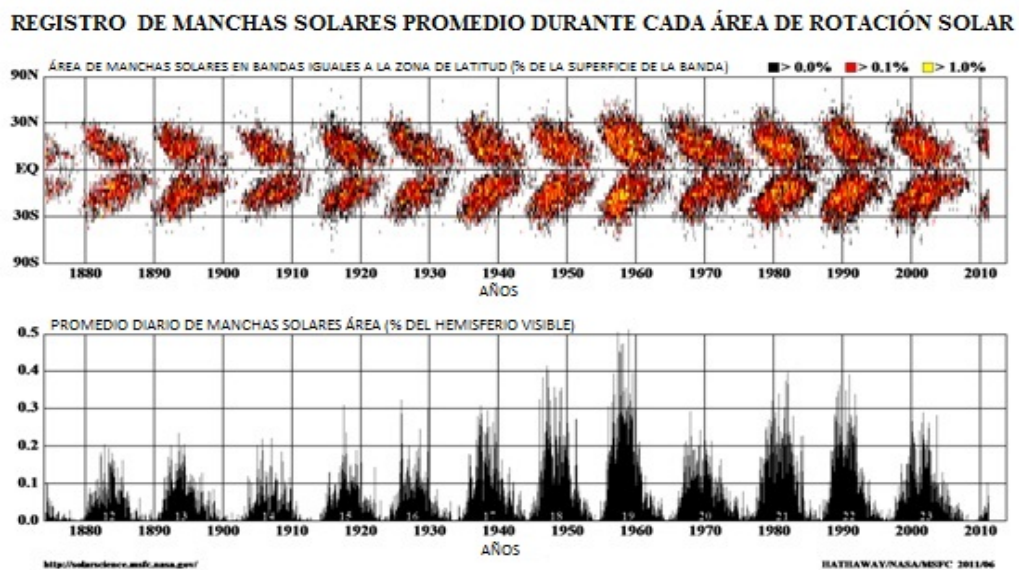 REGISTRO DE MANCHAS SOLARES PROMEDIO DURANTE CADA ÁREA DE ROTACIÓN SOLAR
ÁREA DE MANCHAS SOLARES EN BANDAS IGUALES A LA ZONA DE LATITUD (% DE LA SUPERFICIE DE LA BANDA) > 0.0% > 0.1% > 1.0%
90N
30N
EQ
30S
90S
1880 1890 1900 1910 1920 1930 1940 1950 1960 1970 1980 1990 2000 2010
AÑOS
PROMEDIO DIARIO DE MANCHAS SOLARES ÁREA (% DEL HEMISFERIO VISIBLE)
0.5
0.4
0.3
0.2
0.1
0.0
12 13 14 15 16 17 18 19 20 21 22 23
1880 1890 1900 1910 1920 1930 1940 1950 1960 1970 1980 1990 2000 2010
AÑOS
http://solarscience.msfc.nasa.gov/ HATHAWAY/NASA/MSFC 2011/06